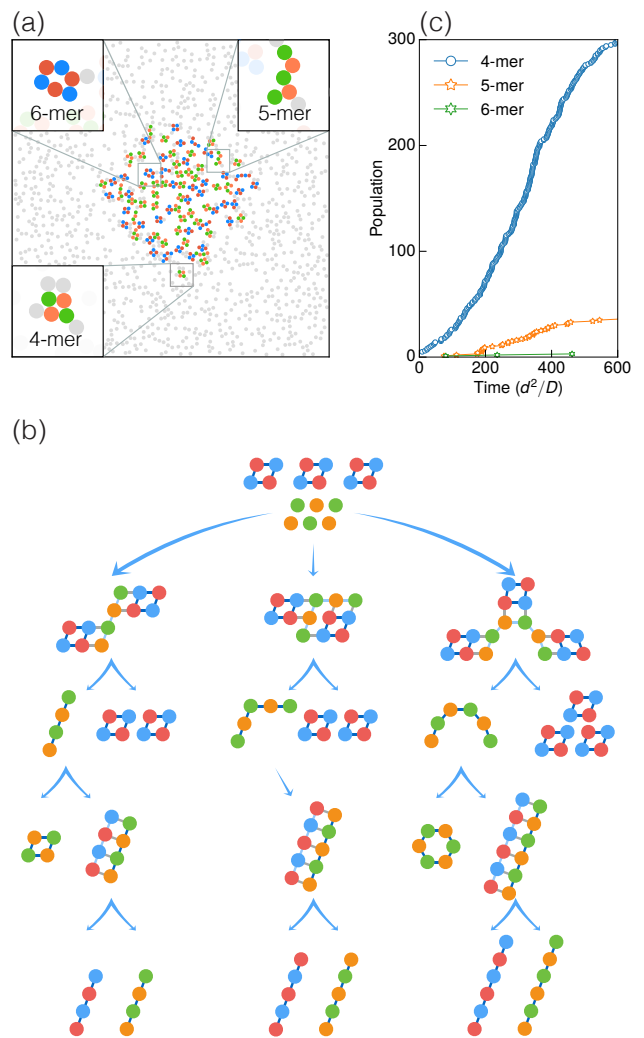 (a)
6-mer
5-mer
4-mer
(c)
300
200
100
0
Population
4-mer
5-mer
6-mer
0
200
400
600
Time (d²/D)
(b)